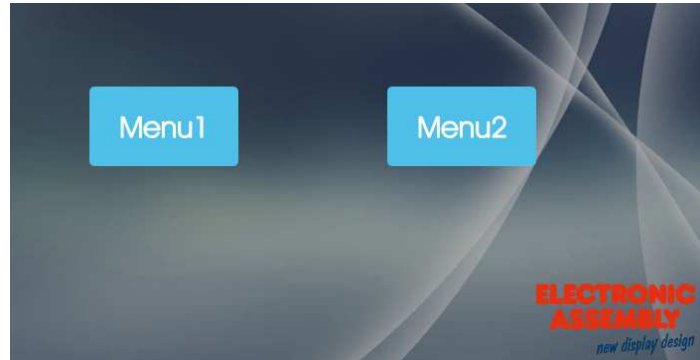 Menu1
Menu2
ELECTRONIC
ASSEMBLY
new display design